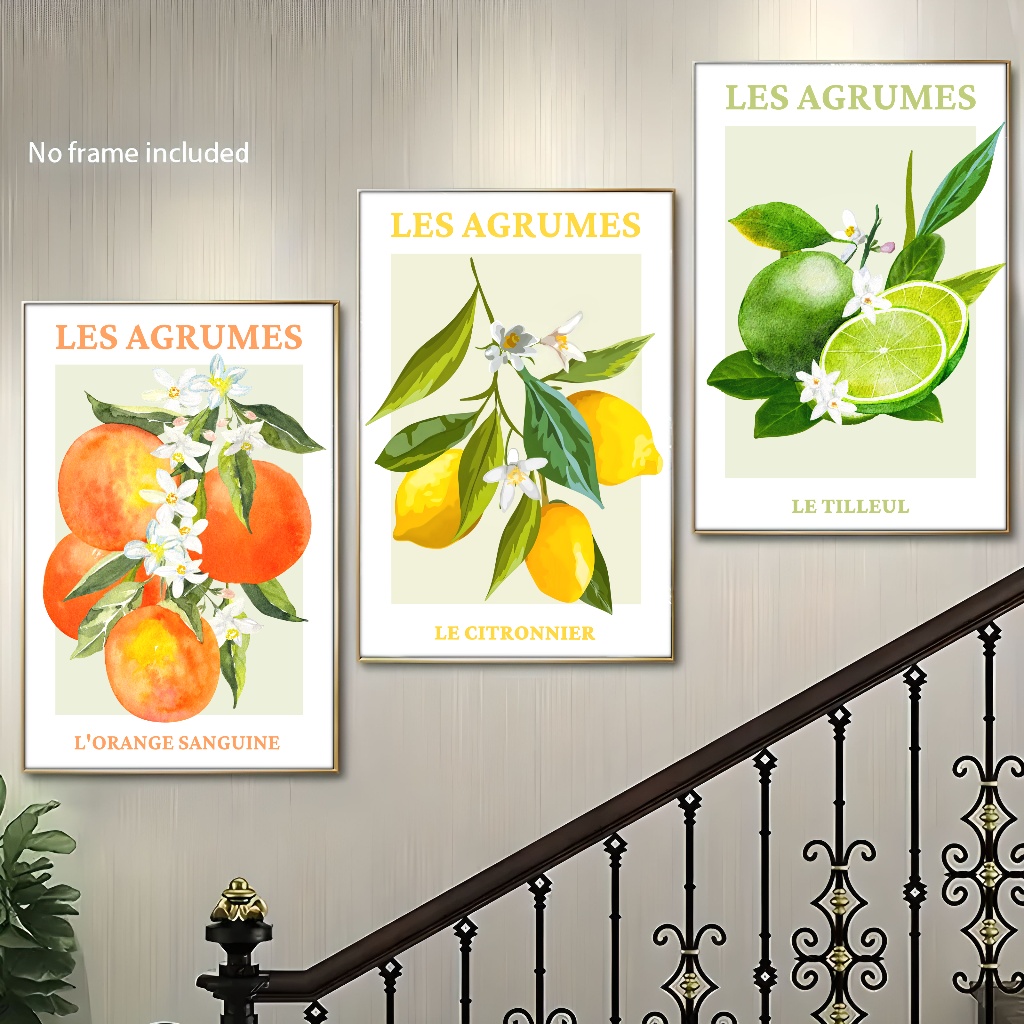 No frame included
LES AGRUMES
L'ORANGE SANGUINE
LES AGRUMES
LE CITRONNIER
LES AGRUMES
LE TILLEUL